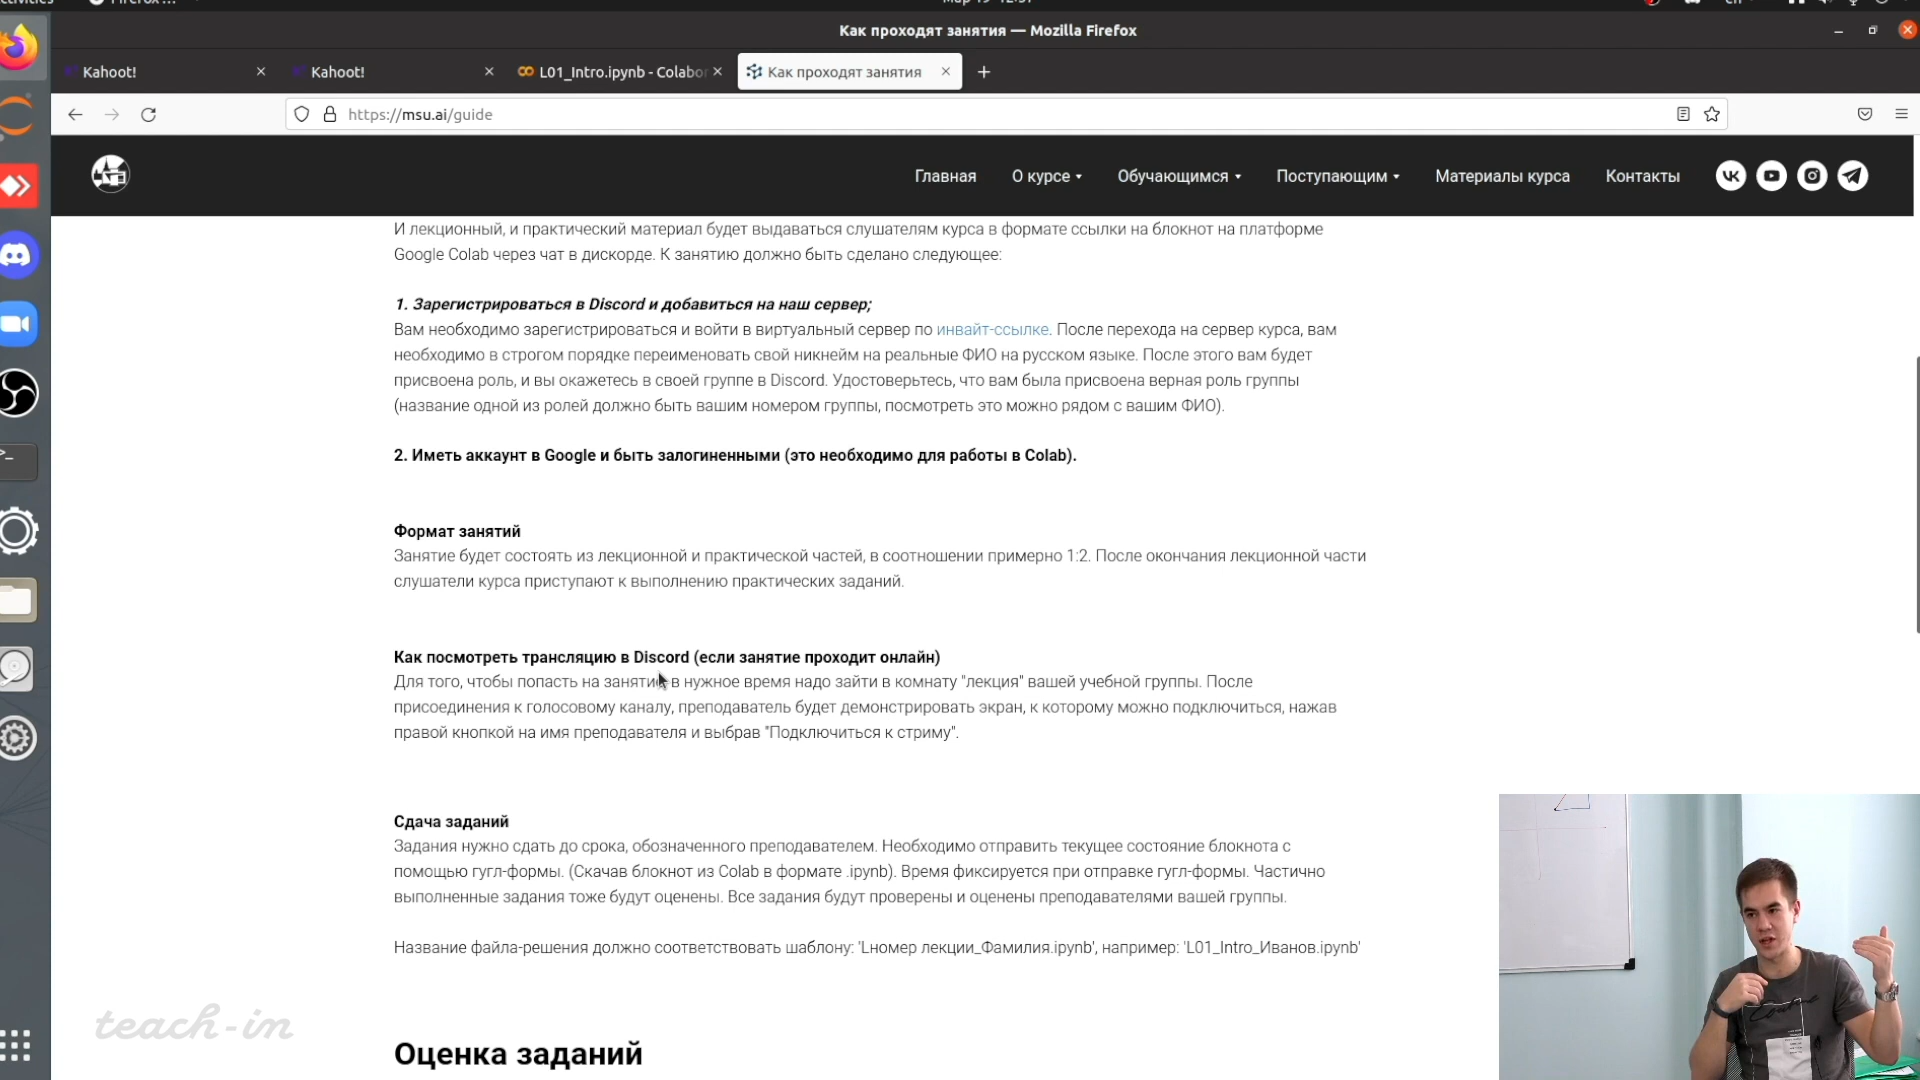 Как проходят занятия — Mozilla Firefox
Kahoot!
Kahoot!
L01_Intro.ipynb - Colabor
Как проходят занятия
https://msu.ai/guide
Главная
О курсе
Обучающимся
Поступающим
Материалы курса
Контакты
И лекционный, и практический материал будет выдаваться слушателям курса в формате ссылки на блокнот на платформе
Google Colab через чат в дискорде. К занятию должно быть сделано следующее:
1. Зарегистрироваться в Discord и добавиться на наш сервер;
Вам необходимо зарегистрироваться и войти в виртуальный сервер по инвайт-ссылке. После перехода на сервер курса, вам
необходимо в строгом порядке переименовать свой никнейм на реальные ФИО на русском языке. После этого вам будет
присвоена роль, и вы окажетесь в своей группе в Discord. Удостоверьтесь, что вам была присвоена верная роль группы
(название одной из ролей должно быть вашим номером группы, посмотреть это можно рядом с вашим ФИО).
2. Иметь аккаунт в Google и быть залогиненными (это необходимо для работы в Colab).
Формат занятий
Занятие будет состоять из лекционной и практической частей, в соотношении примерно 1:2. После окончания лекционной части
слушатели курса приступают к выполнению практических заданий.
Как посмотреть трансляцию в Discord (если занятие проходит онлайн)
Для того, чтобы попасть на занятие в нужное время надо зайти в комнату "лекция" вашей учебной группы. После
присоединения к голосовому каналу, преподаватель будет демонстрировать экран, к которому можно подключиться, нажав
правой кнопкой на имя преподавателя и выбрав "Подключиться к стриму".
Сдача заданий
Задания нужно сдать до срока, обозначенного преподавателем. Необходимо отправить текущее состояние блокнота с
помощью гугл-формы. (Скачав блокнот из Colab в формате .ipynb). Время фиксируется при отправке гугл-формы. Частично
выполненные задания тоже будут оценены. Все задания будут проверены и оценены преподавателями вашей группы.
Название файла-решения должно соответствовать шаблону: 'Lномер лекции_Фамилия.ipynb', например: 'L01_Intro_Иванов.ipynb'
teach-in
Оценка заданий